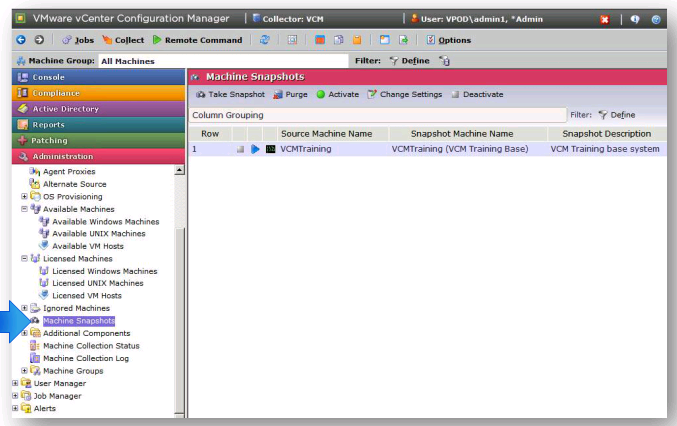 VMware vCenter Configuration Manager Collector: VCM User: VPOD\admin1, *Admin
Jobs Collect Remote Command Options
Machine Group: All Machines Filter: Define
Console
Compliance
Active Directory
Reports
Patching
Administration
Agent Proxies
Alternate Source
OS Provisioning
Available Machines
Available Windows Machines
Available UNIX Machines
Available VM Hosts
Licensed Machines
Licensed Windows Machines
Licensed UNIX Machines
Licensed VM Hosts
Ignored Machines
Machine Snapshots
Additional Components
Machine Collection Status
Machine Collection Log
Machine Groups
User Manager
Job Manager
Alerts
Machine Snapshots
Take Snapshot Purge Activate Change Settings Deactivate
Column Grouping Filter: Define
Row Source Machine Name Snapshot Machine Name Snapshot Description
1 VCMTraining VCMTraining (VCM Training Base) VCM Training base system